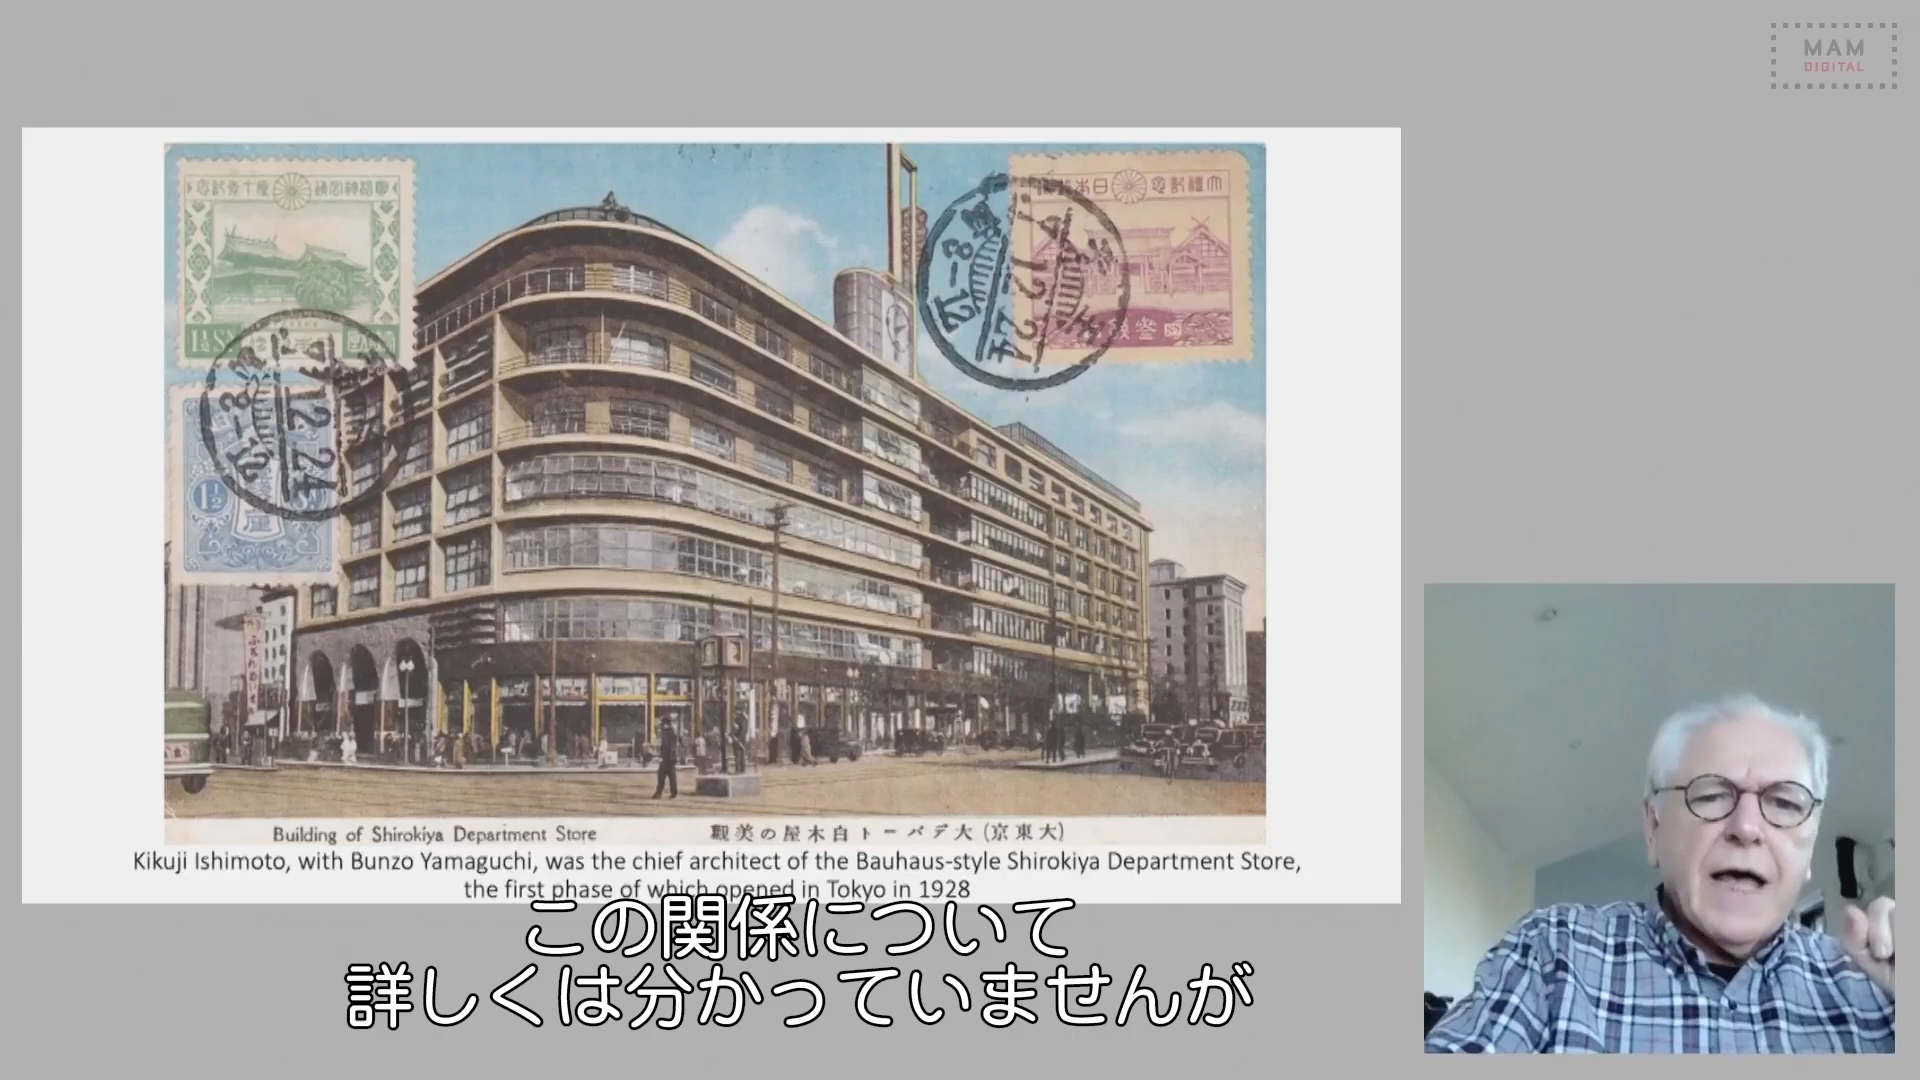 MAM
DIGITAL
Building of Shirokiya Department Store
(大東京)大デパート白木屋の美觀
Kikuji Ishimoto, with Bunzo Yamaguchi, was the chief architect of the Bauhaus-style Shirokiya Department Store,
the first phase of which opened in Tokyo in 1928
この関係について
詳しくは分かっていませんが